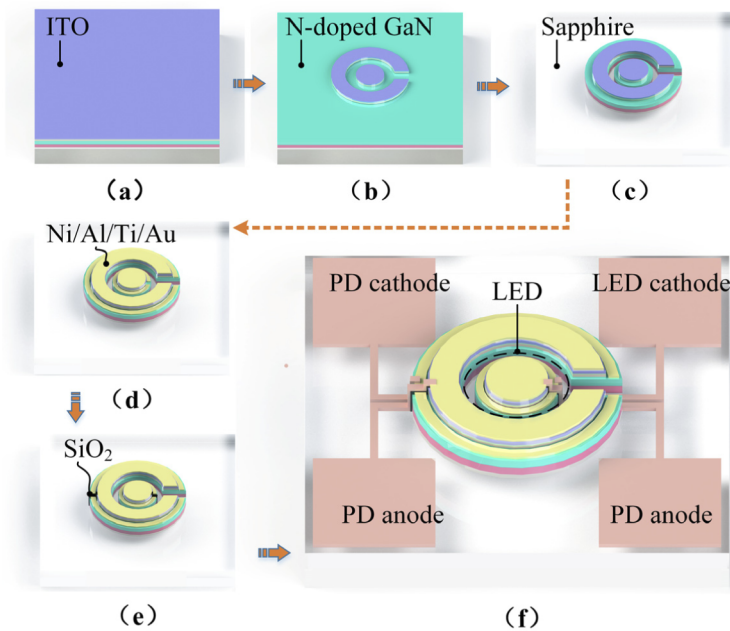 ITO
N-doped GaN
Sapphire
(a)
(b)
(c)
Ni/Al/Ti/Au
(d)
SiO₂
(e)
PD cathode
LED
LED cathode
PD anode
PD anode
(f)